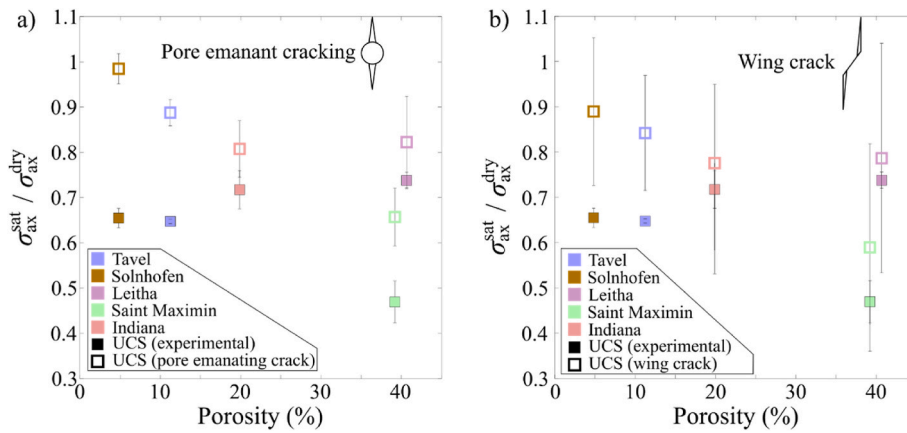 a)
1.1
1
0.9
0.8
0.7
0.6
0.5
0.4
0.3
σ_ax^sat / σ_ax^dry
Pore emanant cracking
Tavel
Solnhofen
Leitha
Saint Maximin
Indiana
UCS (experimental)
UCS (pore emanating crack)
0 10 20 30 40
Porosity (%)
b)
1.1
1
0.9
0.8
0.7
0.6
0.5
0.4
0.3
σ_ax^sat / σ_ax^dry
Wing crack
Tavel
Solnhofen
Leitha
Saint Maximin
Indiana
UCS (experimental)
UCS (wing crack)
0 10 20 30 40
Porosity (%)